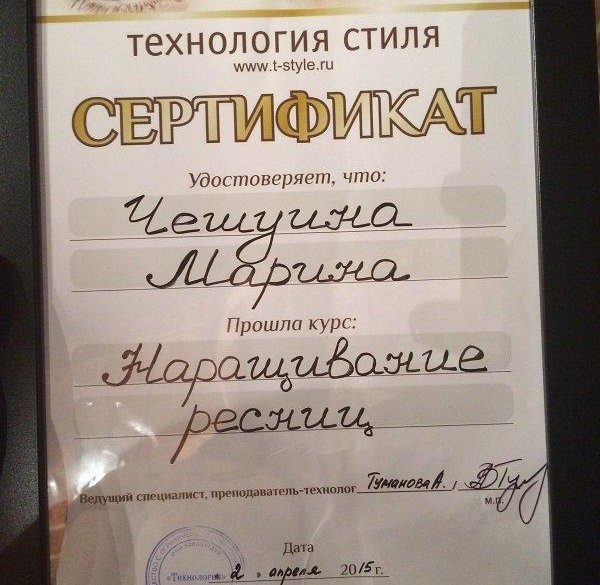 ТЕХНОЛОГИЯ СТИЛЯ
www.t-style.ru
СЕРТИФИКАТ
Удостоверяет, что:
Чешуина
Марина
Прошла курс:
Наращивание
ресниц
Ведущий специалист, преподаватель-технолог Туманова А.,
м.п.
Дата
«Технология
« 2 » апреля 2015 г.